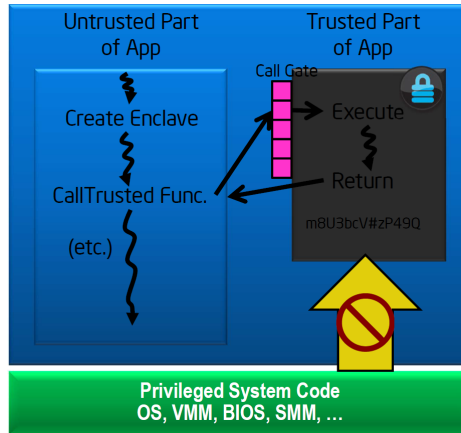 Untrusted Part
of App
Trusted Part
of App
Call Gate
Create Enclave
Execute
CallTrusted Func.
Return
(etc.)
m8U3bcV#zP49Q
Privileged System Code
OS, VMM, BIOS, SMM, …